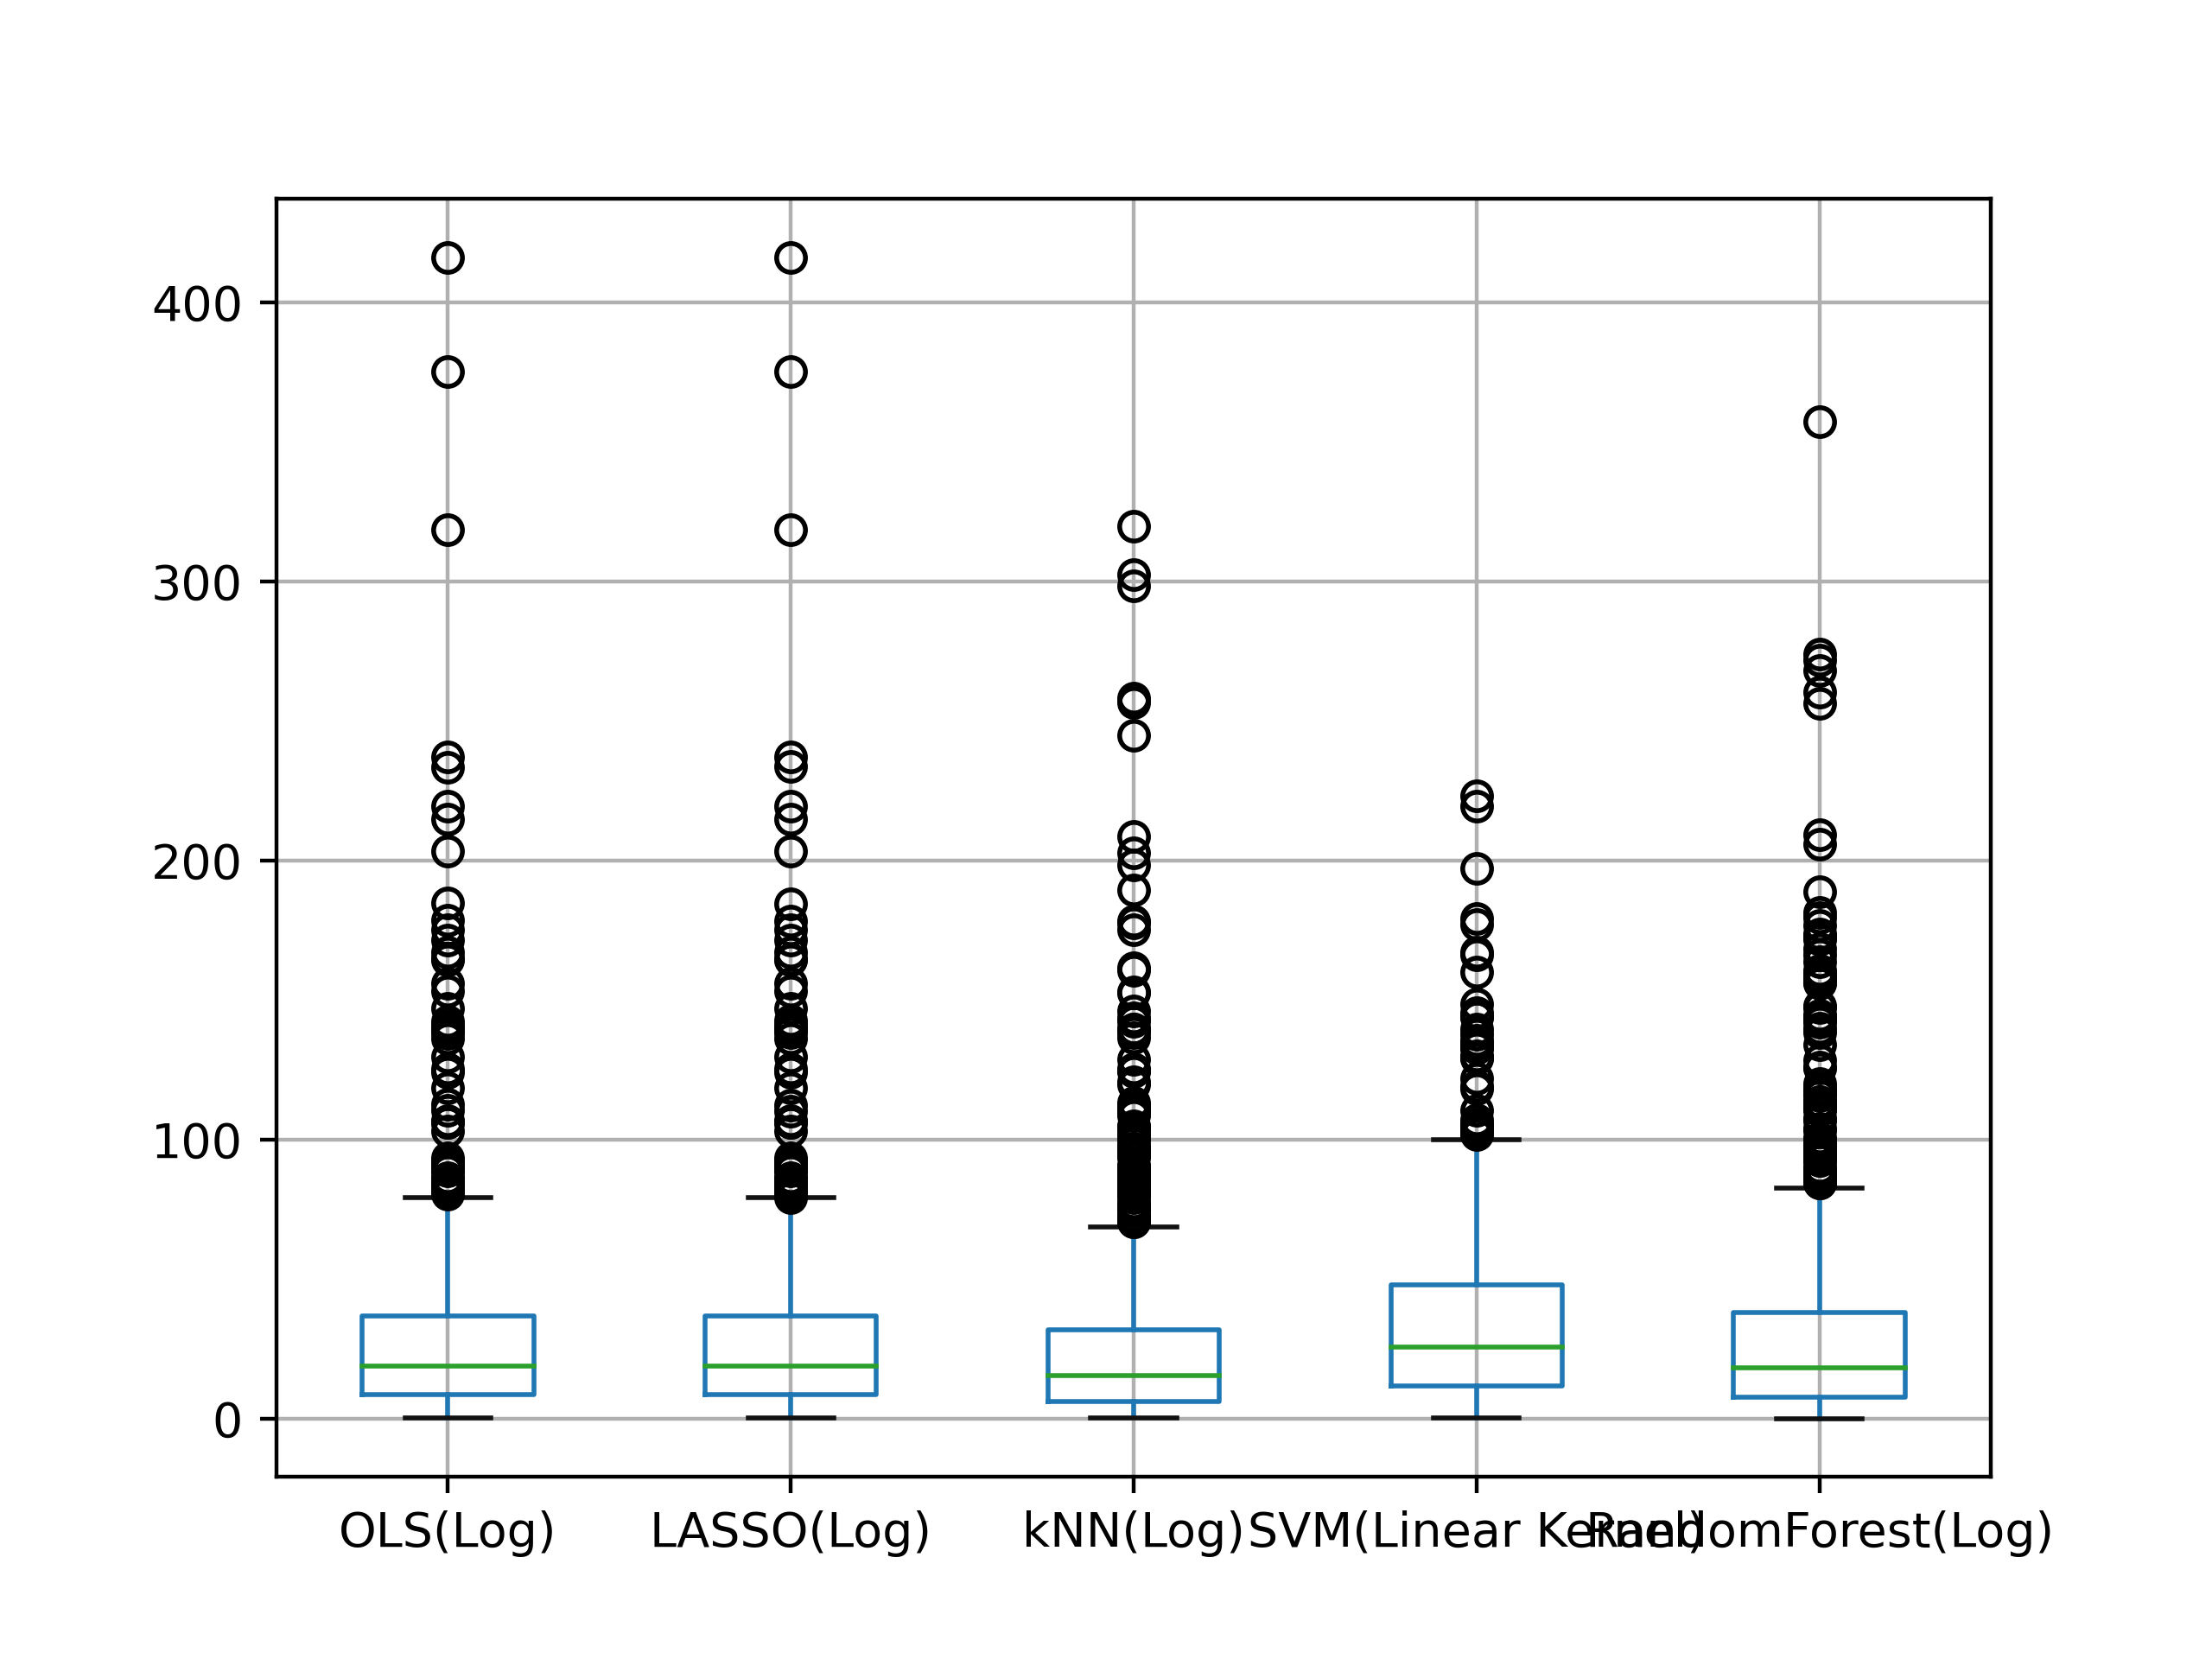 400
300
200
100
0
OLS(Log)
LASSO(Log)
kNN(Log)
SVM(Linear Kernel)
RandomForest(Log)